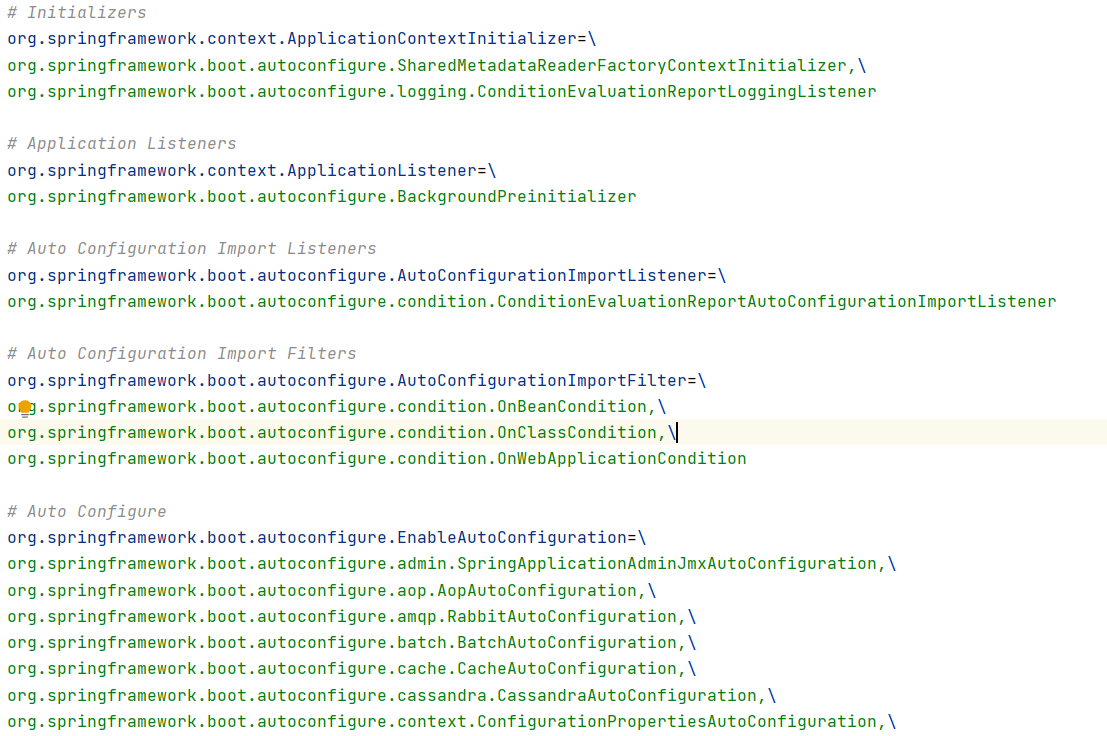 # Initializers
org.springframework.context.ApplicationContextInitializer=\
org.springframework.boot.autoconfigure.SharedMetadataReaderFactoryContextInitializer,\
org.springframework.boot.autoconfigure.logging.ConditionEvaluationReportLoggingListener
# Application Listeners
org.springframework.context.ApplicationListener=\
org.springframework.boot.autoconfigure.BackgroundPreinitializer
# Auto Configuration Import Listeners
org.springframework.boot.autoconfigure.AutoConfigurationImportListener=\
org.springframework.boot.autoconfigure.condition.ConditionEvaluationReportAutoConfigurationImportListener
# Auto Configuration Import Filters
org.springframework.boot.autoconfigure.AutoConfigurationImportFilter=\
org.springframework.boot.autoconfigure.condition.OnBeanCondition,\
org.springframework.boot.autoconfigure.condition.OnClassCondition,\
org.springframework.boot.autoconfigure.condition.OnWebApplicationCondition
# Auto Configure
org.springframework.boot.autoconfigure.EnableAutoConfiguration=\
org.springframework.boot.autoconfigure.admin.SpringApplicationAdminJmxAutoConfiguration,\
org.springframework.boot.autoconfigure.aop.AopAutoConfiguration,\
org.springframework.boot.autoconfigure.amqp.RabbitAutoConfiguration,\
org.springframework.boot.autoconfigure.batch.BatchAutoConfiguration,\
org.springframework.boot.autoconfigure.cache.CacheAutoConfiguration,\
org.springframework.boot.autoconfigure.cassandra.CassandraAutoConfiguration,\
org.springframework.boot.autoconfigure.context.ConfigurationPropertiesAutoConfiguration,\